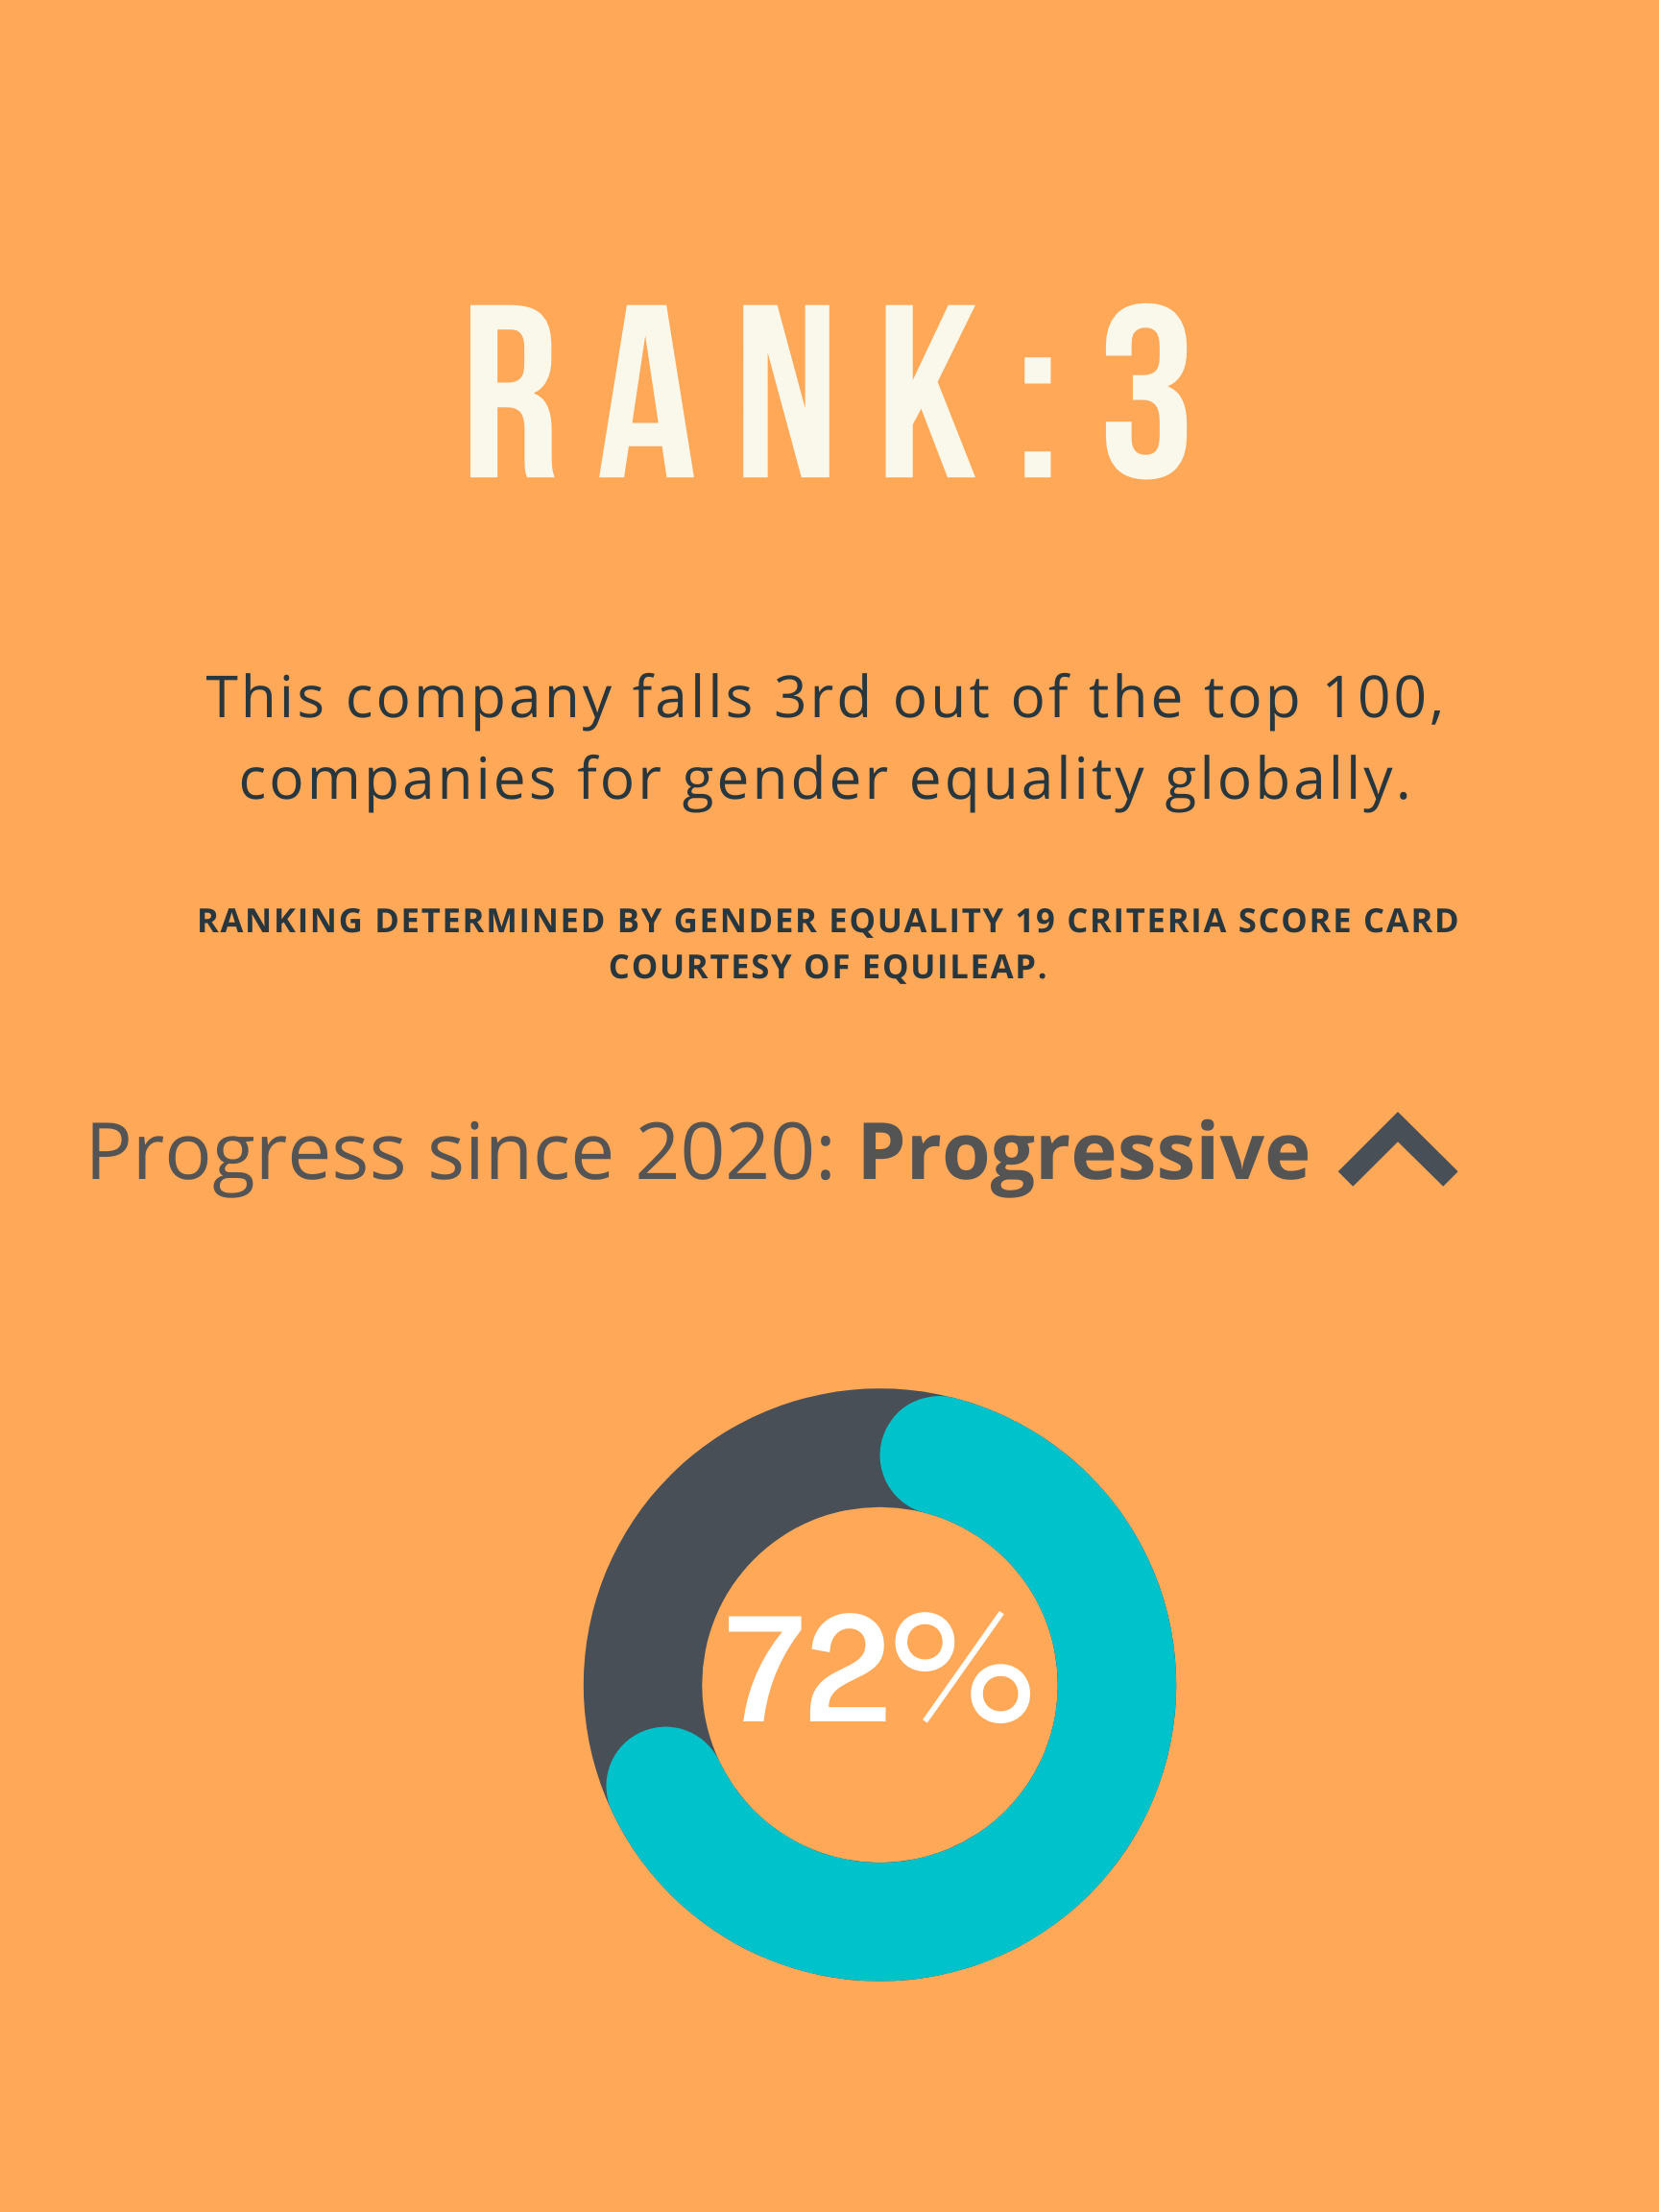 RANK:3
This company falls 3rd out of the top 100,
companies for gender equality globally.
RANKING DETERMINED BY GENDER EQUALITY 19 CRITERIA SCORE CARD
COURTESY OF EQUILEAP.
Progress since 2020: Progressive
72%